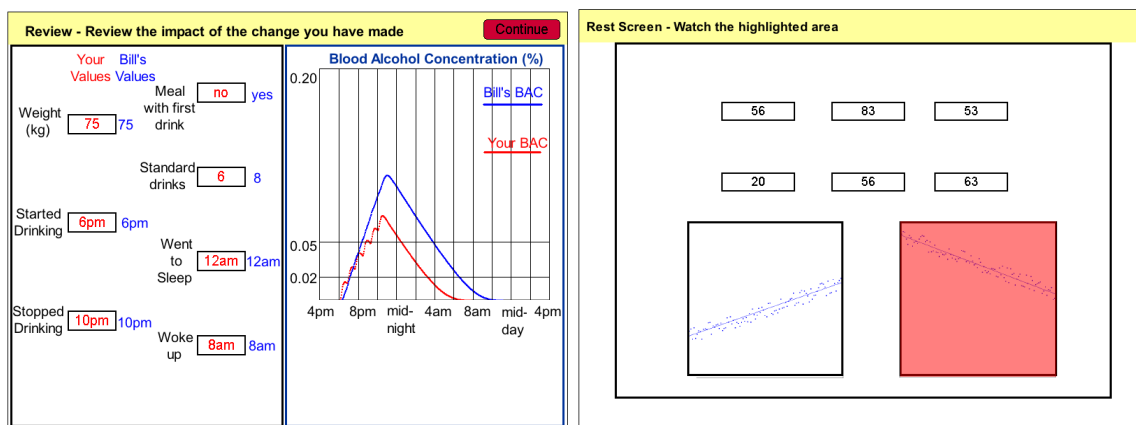 Review - Review the impact of the change you have made
Continue
Your Bill's
Values Values
Meal
with first
drink
no
yes
Weight
(kg)
75
75
Standard
drinks
6
8
Started
Drinking
6pm
6pm
Went
to
Sleep
12am
12am
Stopped
Drinking
10pm
10pm
Woke
up
8am
8am
Blood Alcohol Concentration (%)
0.20
Bill's BAC
Your BAC
0.05
0.02
4pm 8pm mid- 4am 8am mid- 4pm
night day
Rest Screen - Watch the highlighted area
56 83 53
20 56 63